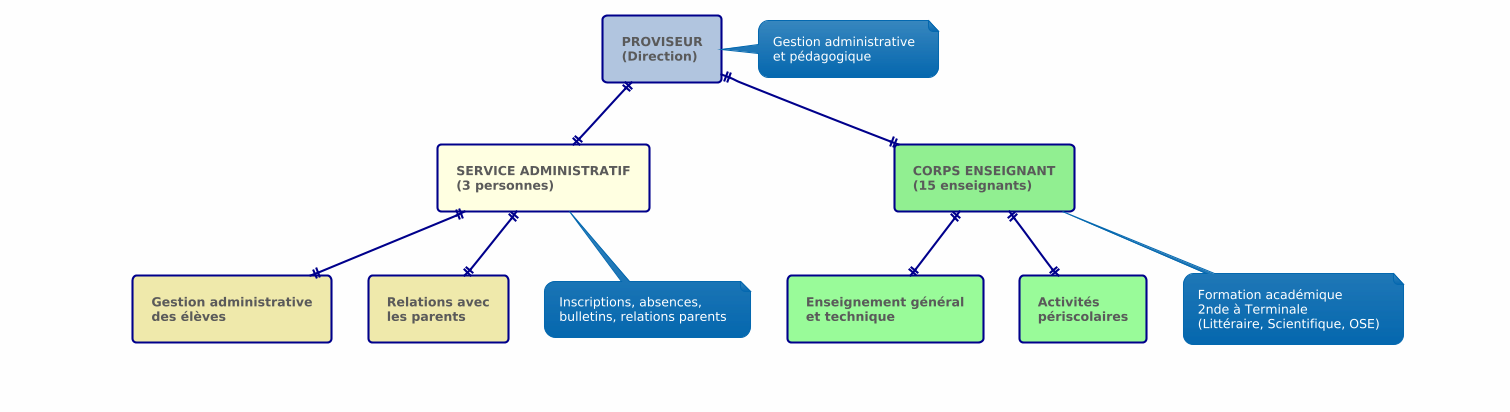 PROVISEUR
(Direction)
Gestion administrative
et pédagogique
SERVICE ADMINISTRATIF
(3 personnes)
CORPS ENSEIGNANT
(15 enseignants)
Gestion administrative
des élèves
Relations avec
les parents
Inscriptions, absences,
bulletins, relations parents
Enseignement général
et technique
Activités
périscolaires
Formation académique
2nde à Terminale
(Littéraire, Scientifique, OSE)